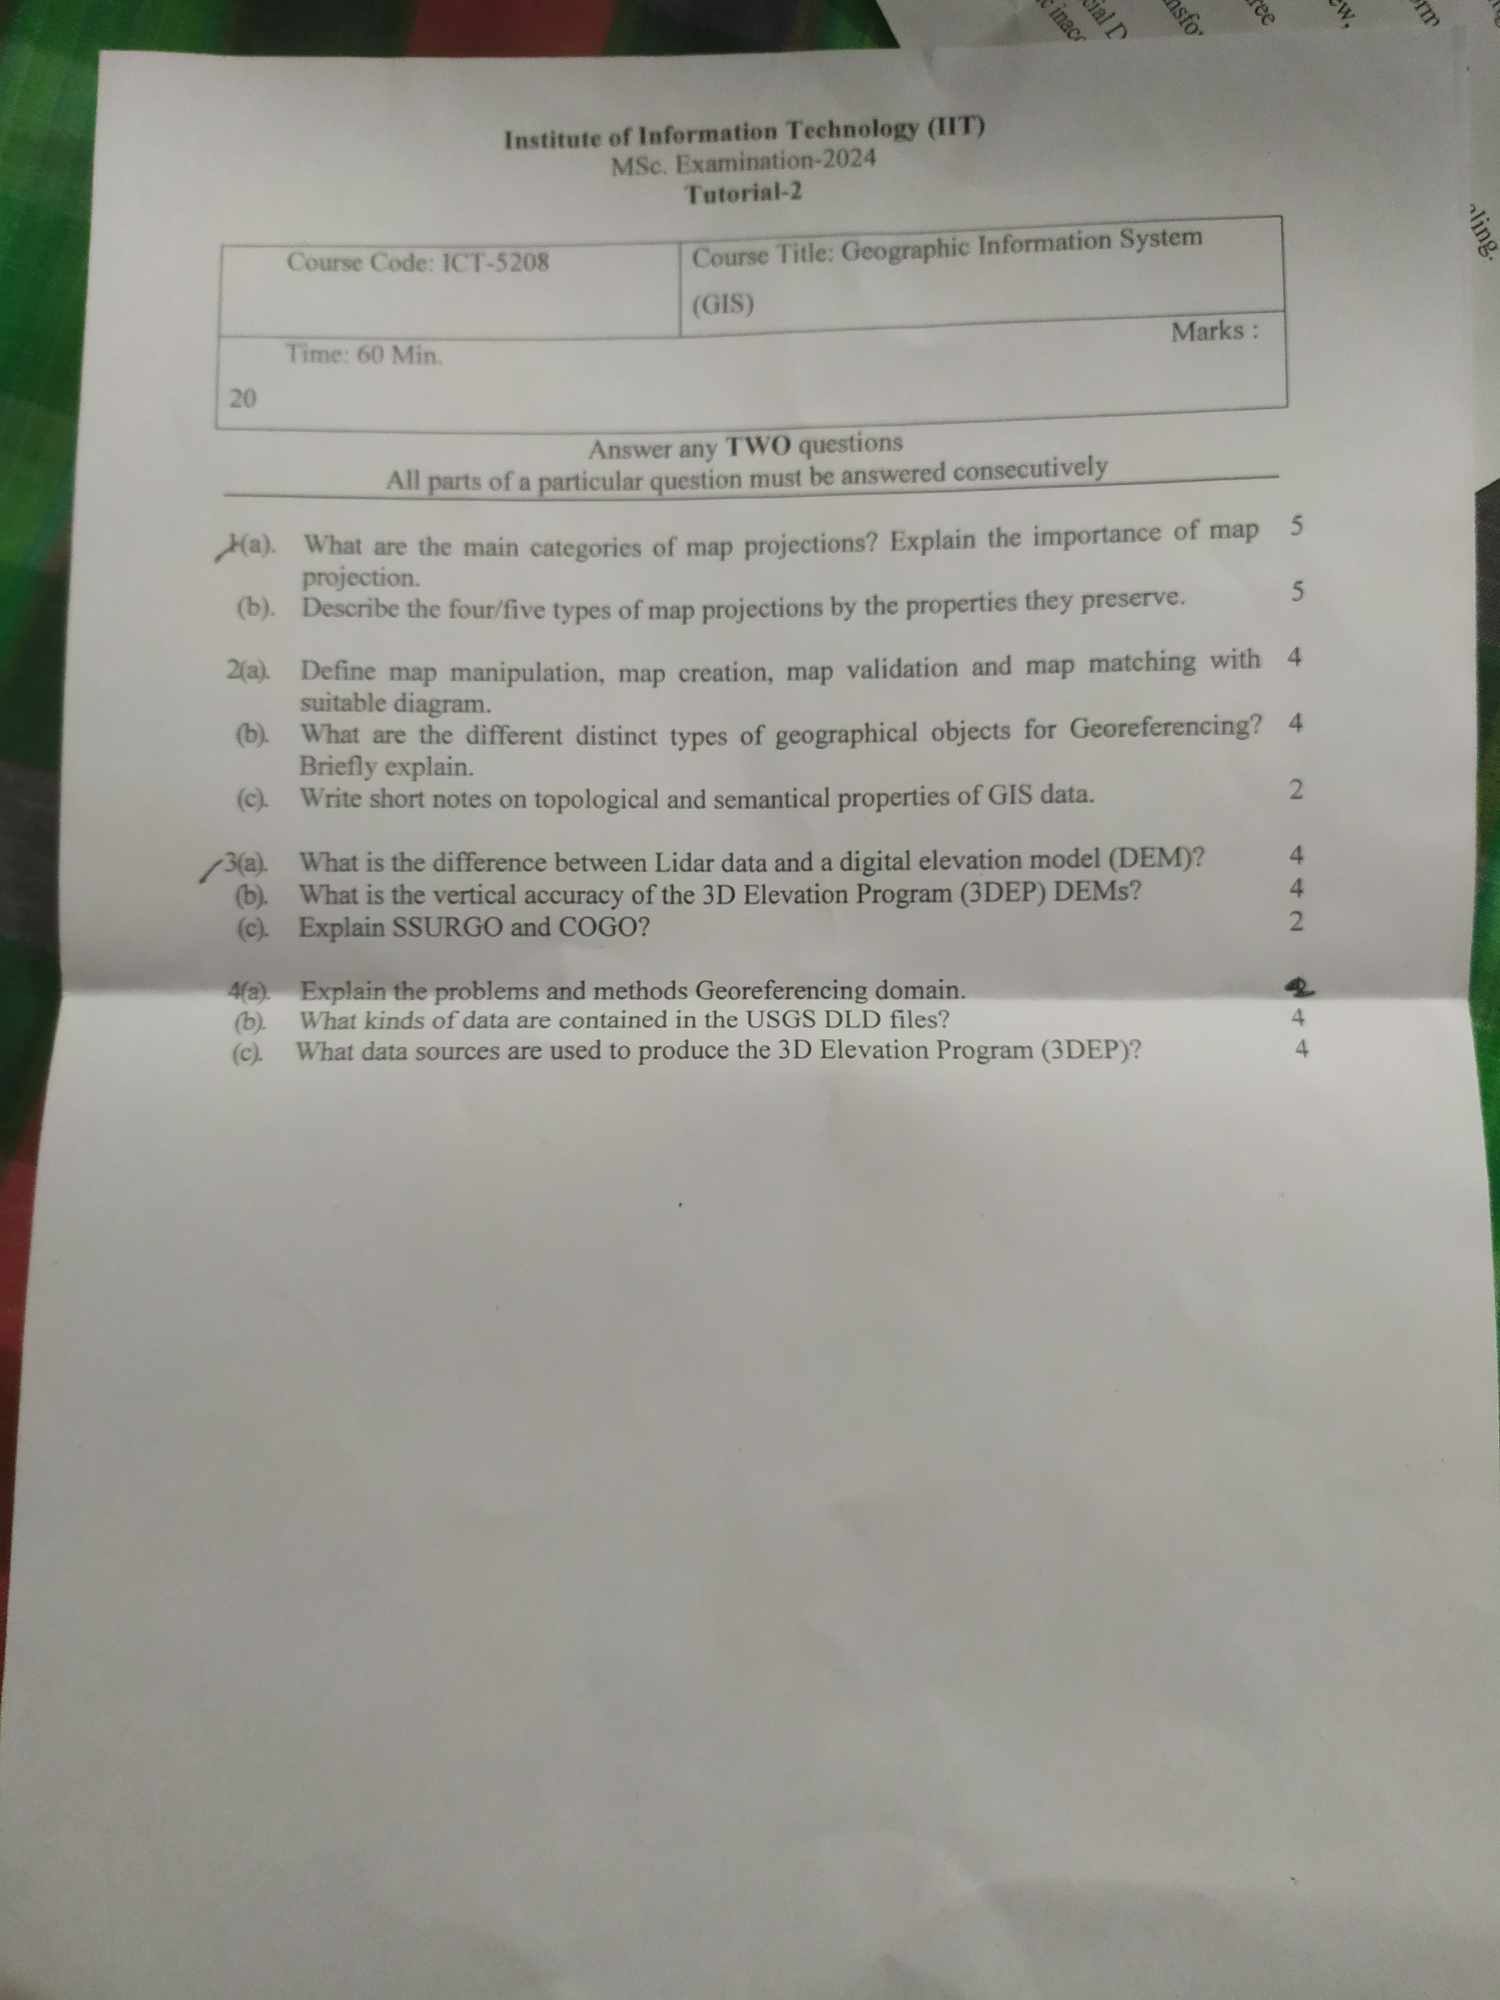 c inacc
cial D
nsfo
ree
ew,
orm
Institute of Information Technology (IIT)
MSc. Examination-2024
Tutorial-2
Course Code: ICT-5208
Course Title: Geographic Information System
(GIS)
Time: 60 Min.
Marks :
20
Answer any TWO questions
All parts of a particular question must be answered consecutively
1(a). What are the main categories of map projections? Explain the importance of map 5
projection.
(b). Describe the four/five types of map projections by the properties they preserve. 5
2(a). Define map manipulation, map creation, map validation and map matching with 4
suitable diagram.
(b). What are the different distinct types of geographical objects for Georeferencing? 4
Briefly explain.
(c). Write short notes on topological and semantical properties of GIS data. 2
3(a). What is the difference between Lidar data and a digital elevation model (DEM)? 4
(b). What is the vertical accuracy of the 3D Elevation Program (3DEP) DEMs? 4
(c). Explain SSURGO and COGO? 2
4(a). Explain the problems and methods Georeferencing domain. 2
(b). What kinds of data are contained in the USGS DLD files? 4
(c). What data sources are used to produce the 3D Elevation Program (3DEP)? 4